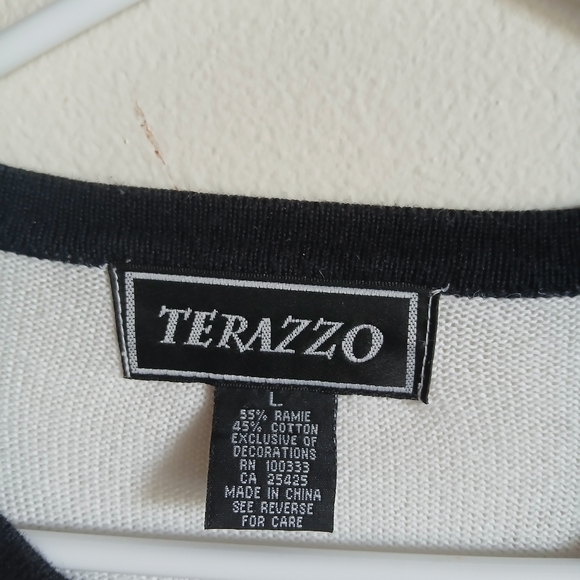 TERAZZO
L
55% RAMIE
45% COTTON
EXCLUSIVE OF
DECORATIONS
RN 100333
CA 25425
MADE IN CHINA
SEE REVERSE
FOR CARE